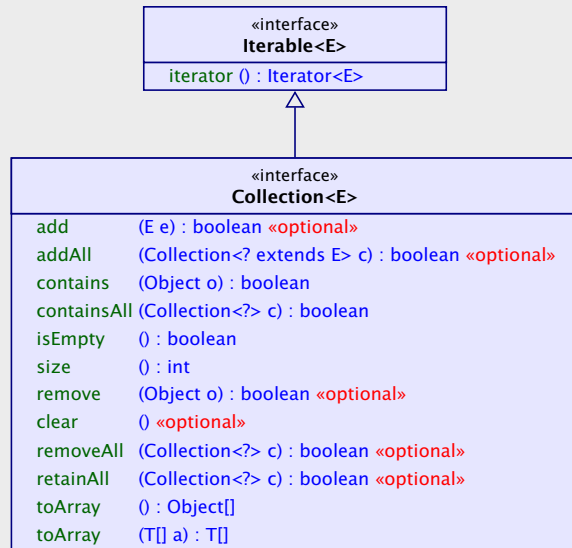 «interface»
Iterable<E>
iterator () : Iterator<E>
«interface»
Collection<E>
add (E e) : boolean «optional»
addAll (Collection<? extends E> c) : boolean «optional»
contains (Object o) : boolean
containsAll (Collection<?> c) : boolean
isEmpty () : boolean
size () : int
remove (Object o) : boolean «optional»
clear () «optional»
removeAll (Collection<?> c) : boolean «optional»
retainAll (Collection<?> c) : boolean «optional»
toArray () : Object[]
toArray (T[] a) : T[]